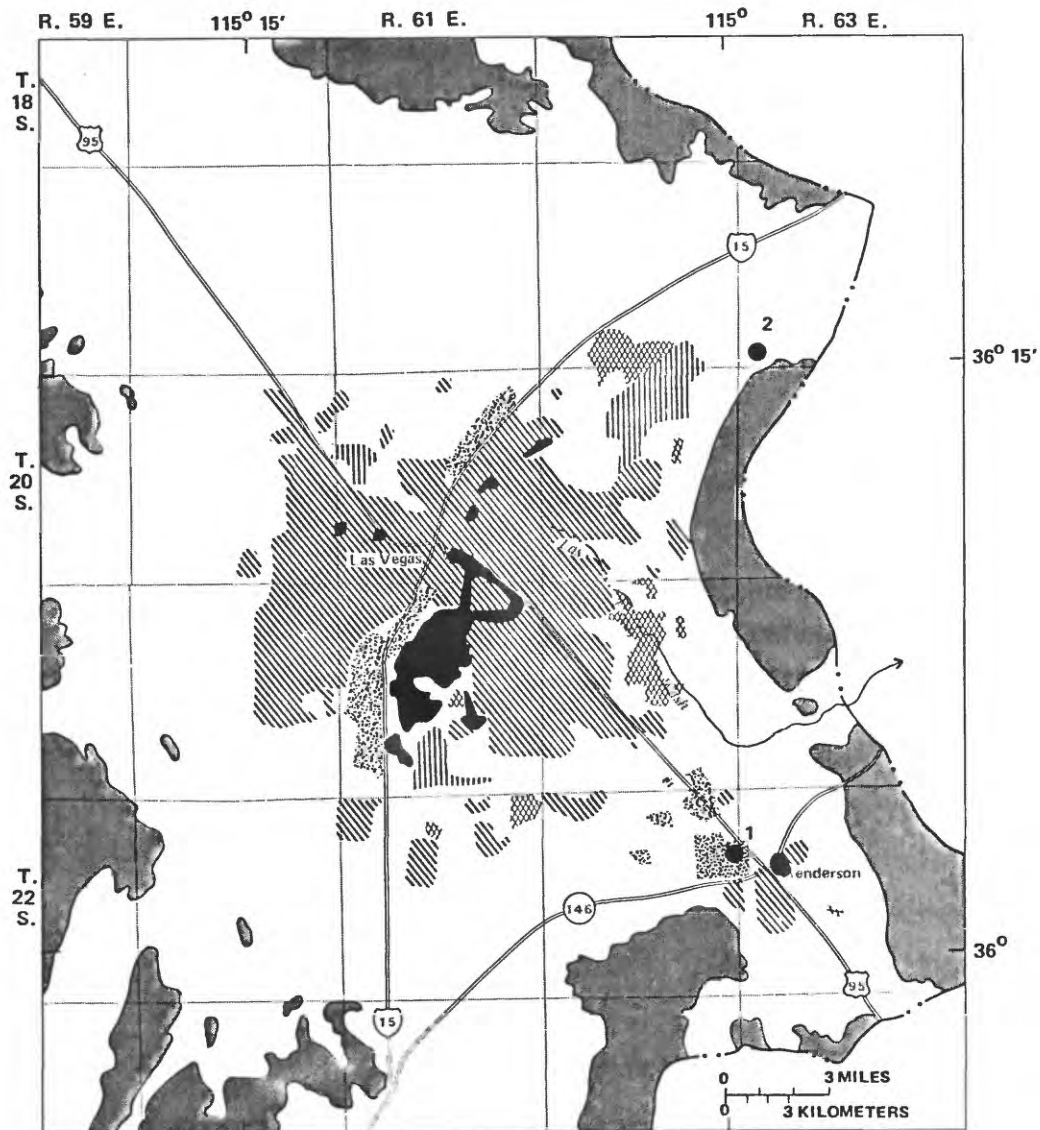 R. 59 E. 115° 15' R. 61 E. 115° R. 63 E.
T.
18
S.
95
15
2
36° 15'
T.
20
S.
Las Vegas
Las
1
enderson
T.
22
S.
146
36°
95
15
0 3 MILES
0 3 KILOMETERS